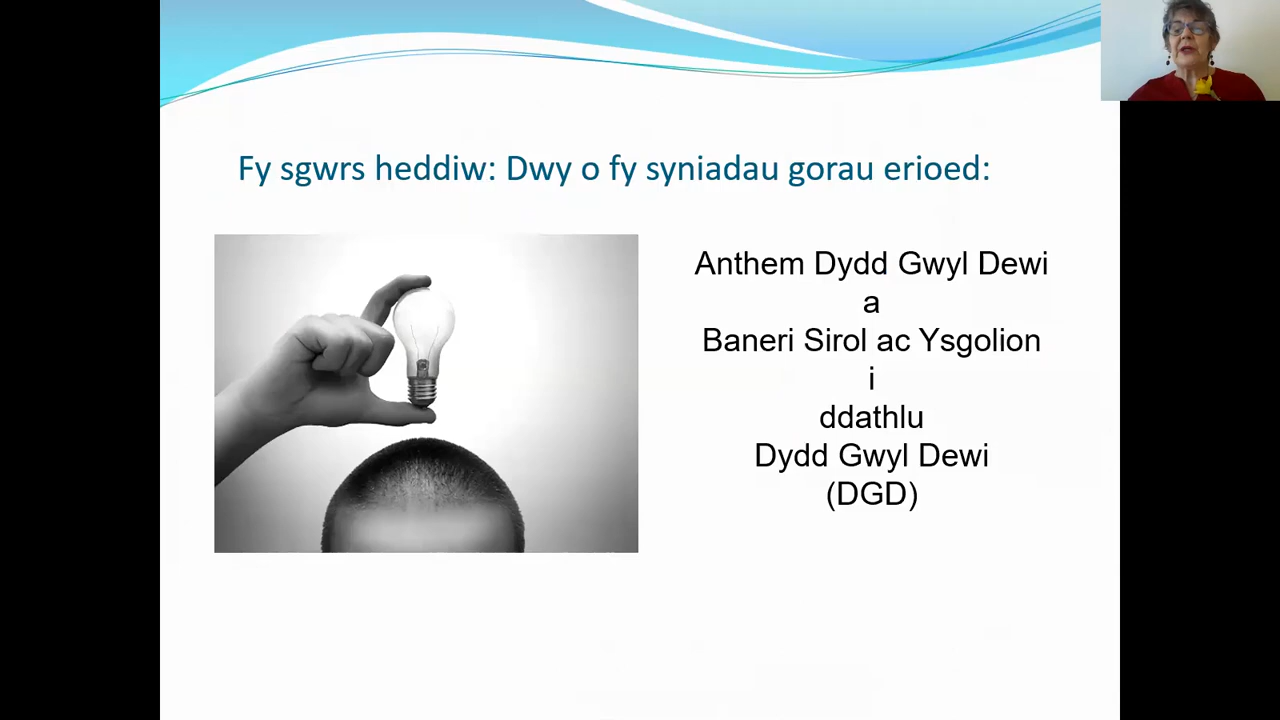 Fy sgwrs heddiw: Dwy o fy syniadau gorau erioed:
Anthem Dydd Gwyl Dewi
a
Baneri Sirol ac Ysgolion
i
ddathlu
Dydd Gwyl Dewi
(DGD)